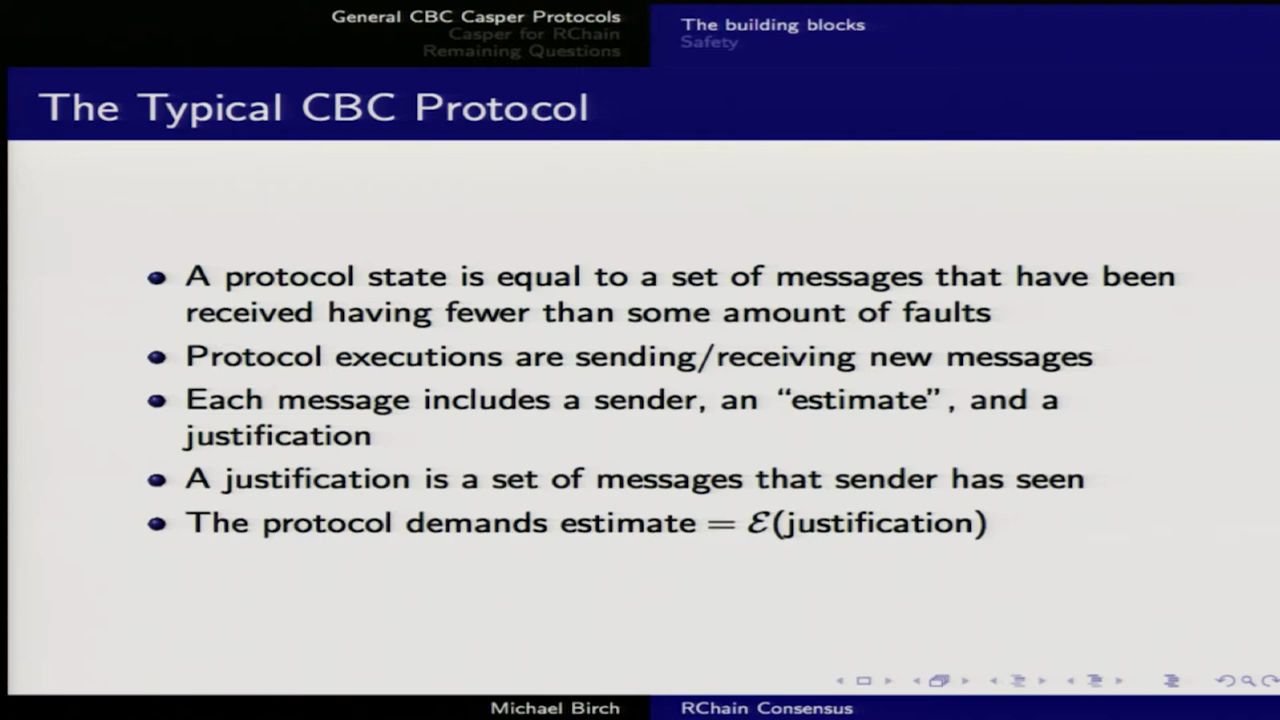 General CBC Casper Protocols
Casper for RChain
Remaining Questions
The building blocks
Safety
The Typical CBC Protocol
A protocol state is equal to a set of messages that have been
received having fewer than some amount of faults
Protocol executions are sending/receiving new messages
Each message includes a sender, an “estimate”, and a
justification
A justification is a set of messages that sender has seen
The protocol demands estimate = ℰ(justification)
Michael Birch
RChain Consensus